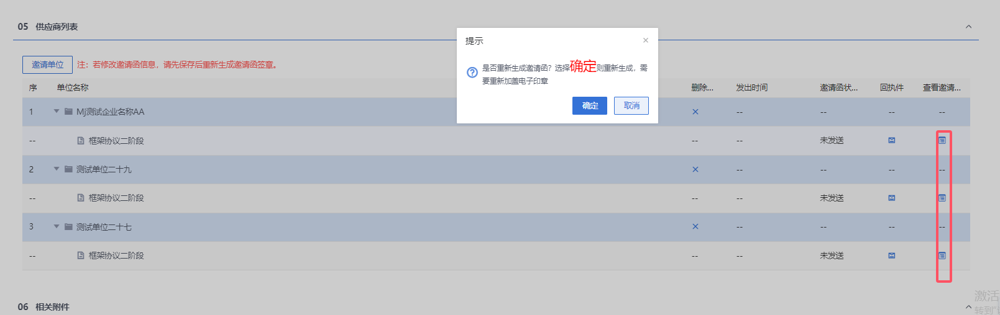 05 供应商列表
提示
是否重新生成邀请函？选择确定则重新生成，需
要重新加盖电子印章
确定 取消
邀请单位 注：若修改邀请函信息，请先保存后重新生成邀请函签章。
序 单位名称 删除... 发出时间 邀请函状... 回执件 查看邀请...
1 Mj测试企业名称AA -- -- -- --
-- 框架协议二阶段 -- -- 未发送
2 测试单位二十九 -- -- -- --
-- 框架协议二阶段 -- -- 未发送
3 测试单位二十七 -- -- -- --
-- 框架协议二阶段 -- -- 未发送
06 相关附件
激活
转到"